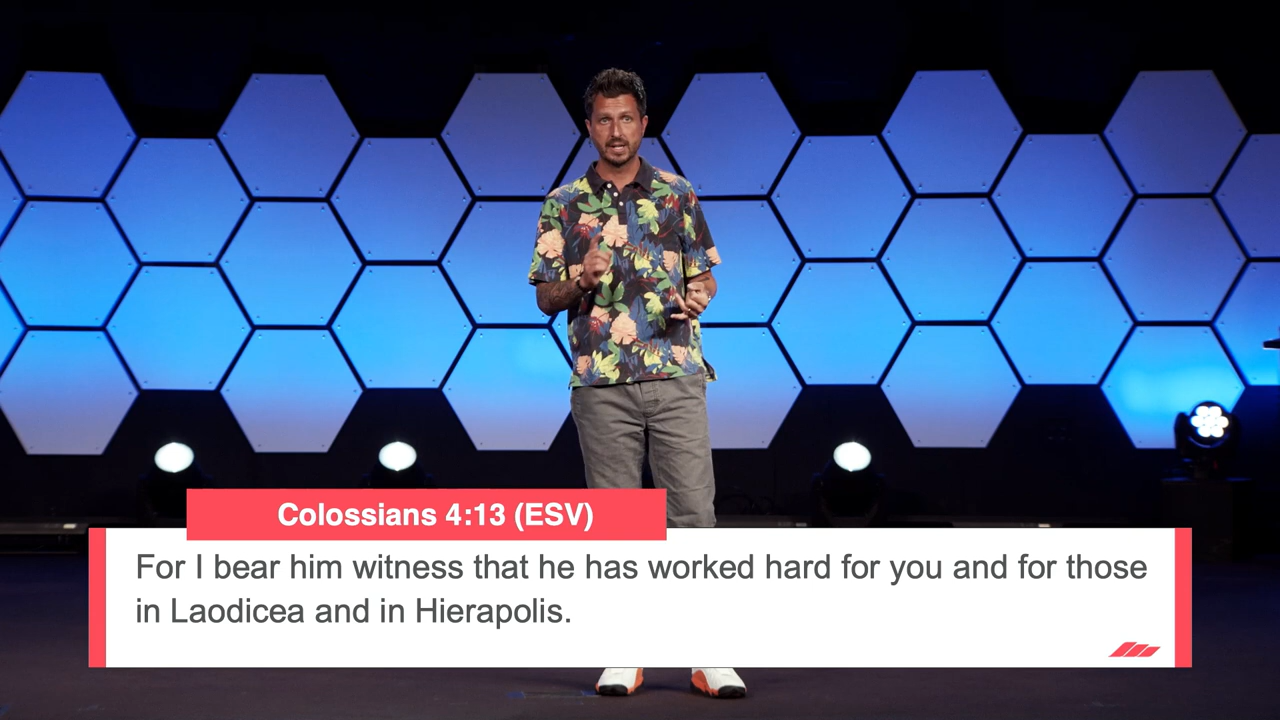 Colossians 4:13 (ESV)
For I bear him witness that he has worked hard for you and for those
in Laodicea and in Hierapolis.